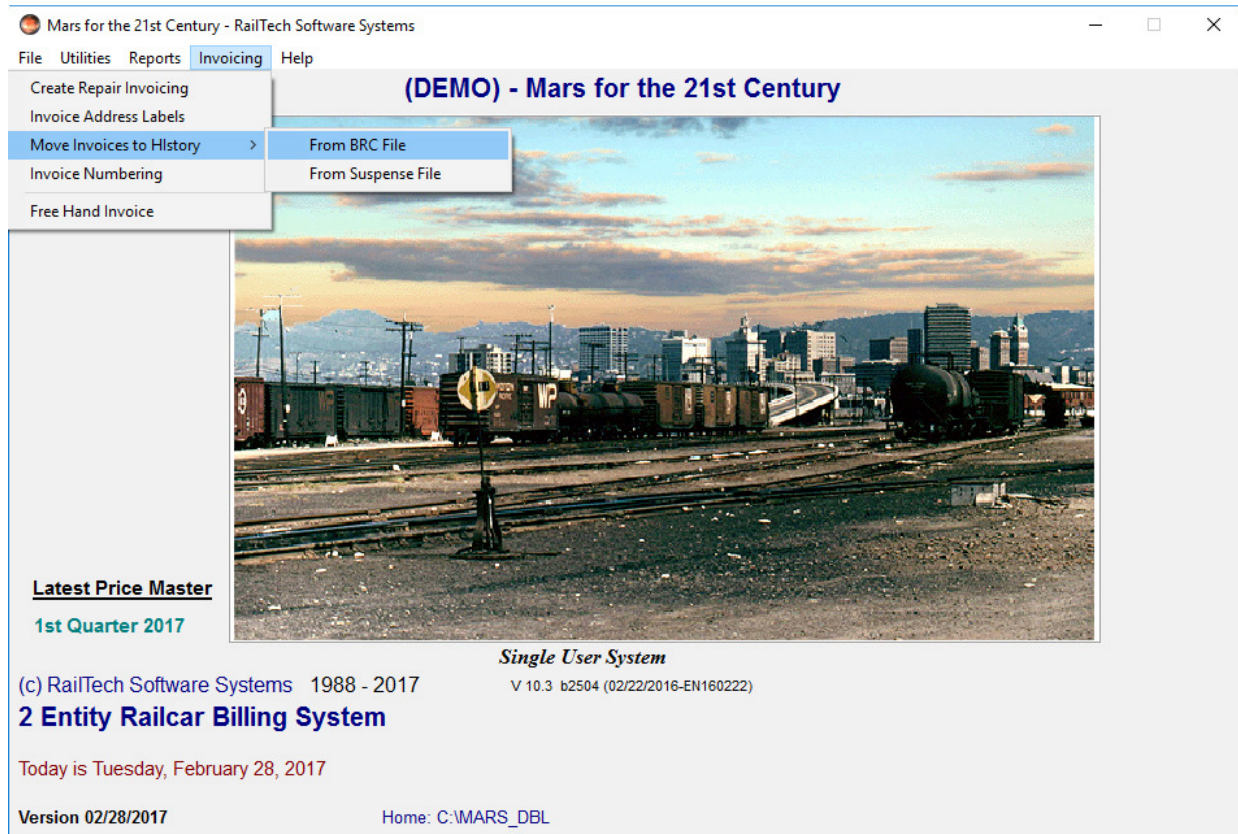 Mars for the 21st Century - RailTech Software Systems
File Utilities Reports Invoicing Help
(DEMO) - Mars for the 21st Century
Create Repair Invoicing
Invoice Address Labels
Move Invoices to HIstory > From BRC File
Invoice Numbering From Suspense File
Free Hand Invoice
WP
Latest Price Master
1st Quarter 2017
Single User System
(c) RailTech Software Systems 1988 - 2017 V 10.3 b2504 (02/22/2016-EN160222)
2 Entity Railcar Billing System
Today is Tuesday, February 28, 2017
Version 02/28/2017 Home: C:\MARS_DBL